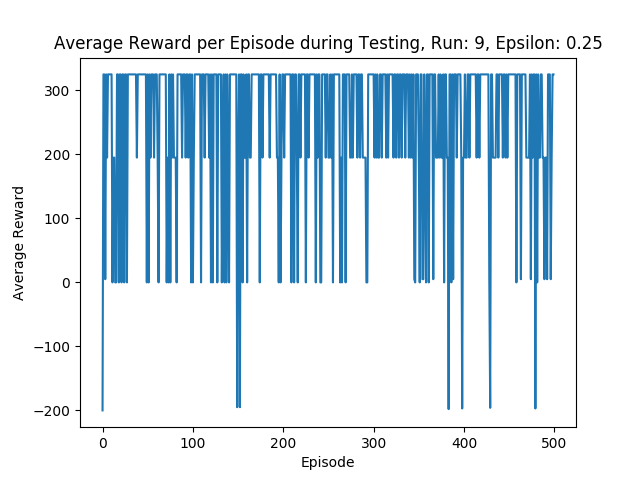 Average Reward per Episode during Testing, Run: 9, Epsilon: 0.25
300
200
100
0
−100
−200
Average Reward
0 100 200 300 400 500
Episode